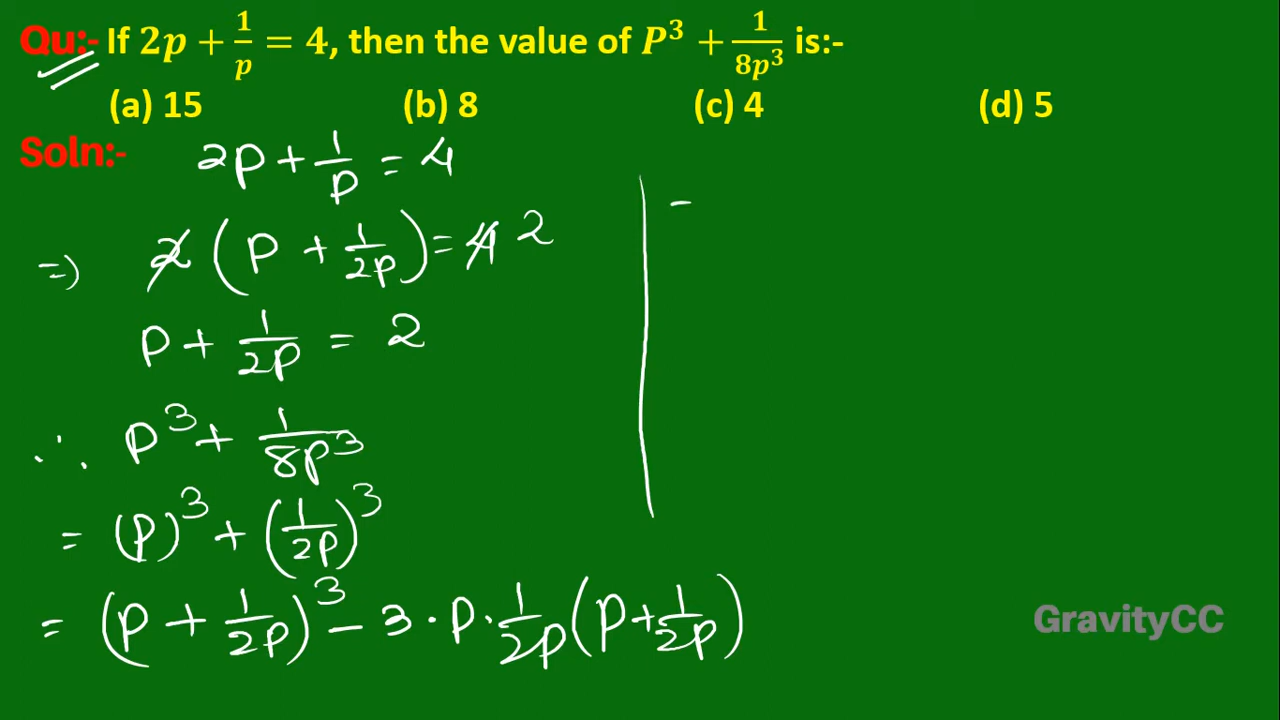 Qu:- If 2p + 1/p = 4, then the value of P³ + 1/8p³ is:-
(a) 15 (b) 8 (c) 4 (d) 5
Soln:- 2p + 1/p = 4
=) 2 (p + 1/2p) = 4 2
p + 1/2p = 2
∴ p³ + 1/8p³
= (p)³ + (1/2p)³
= (p + 1/2p)³ - 3 · p · 1/2p (p + 1/2p)
GravityCC